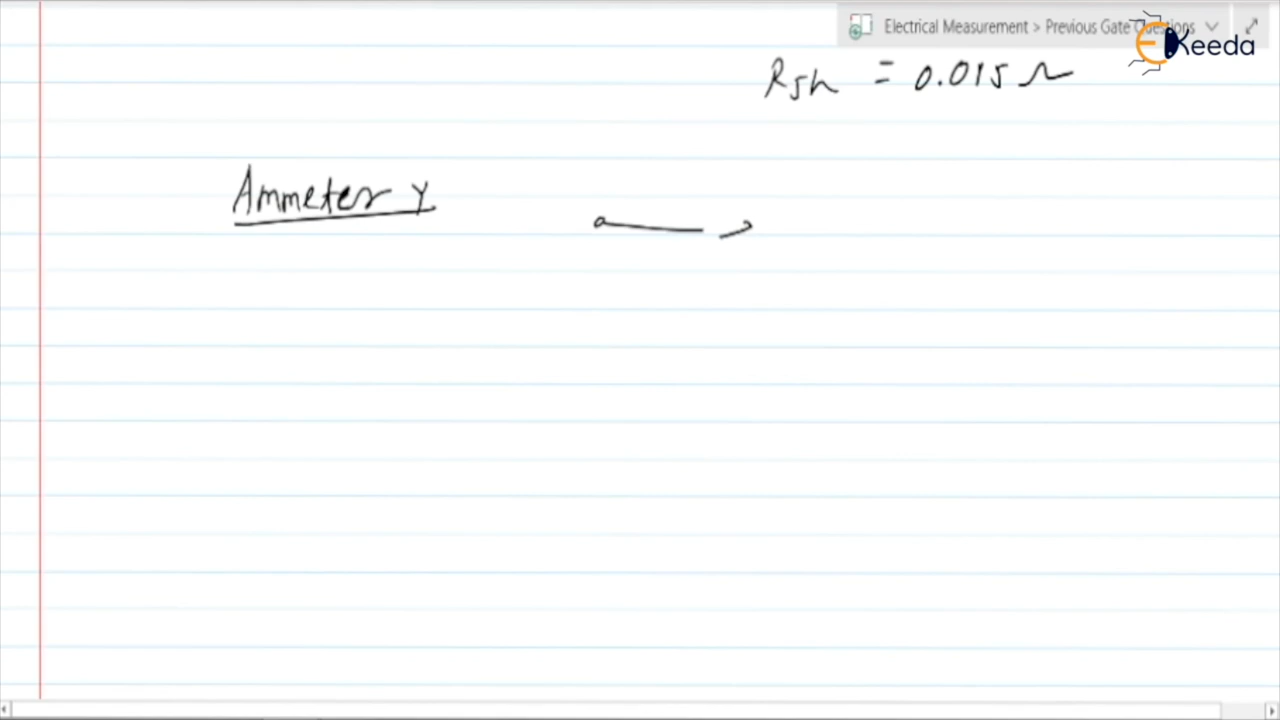 Electrical Measurement > Previous Gate Questions
EKeeda
Rsh = 0.015 Ω
Ammeter Y